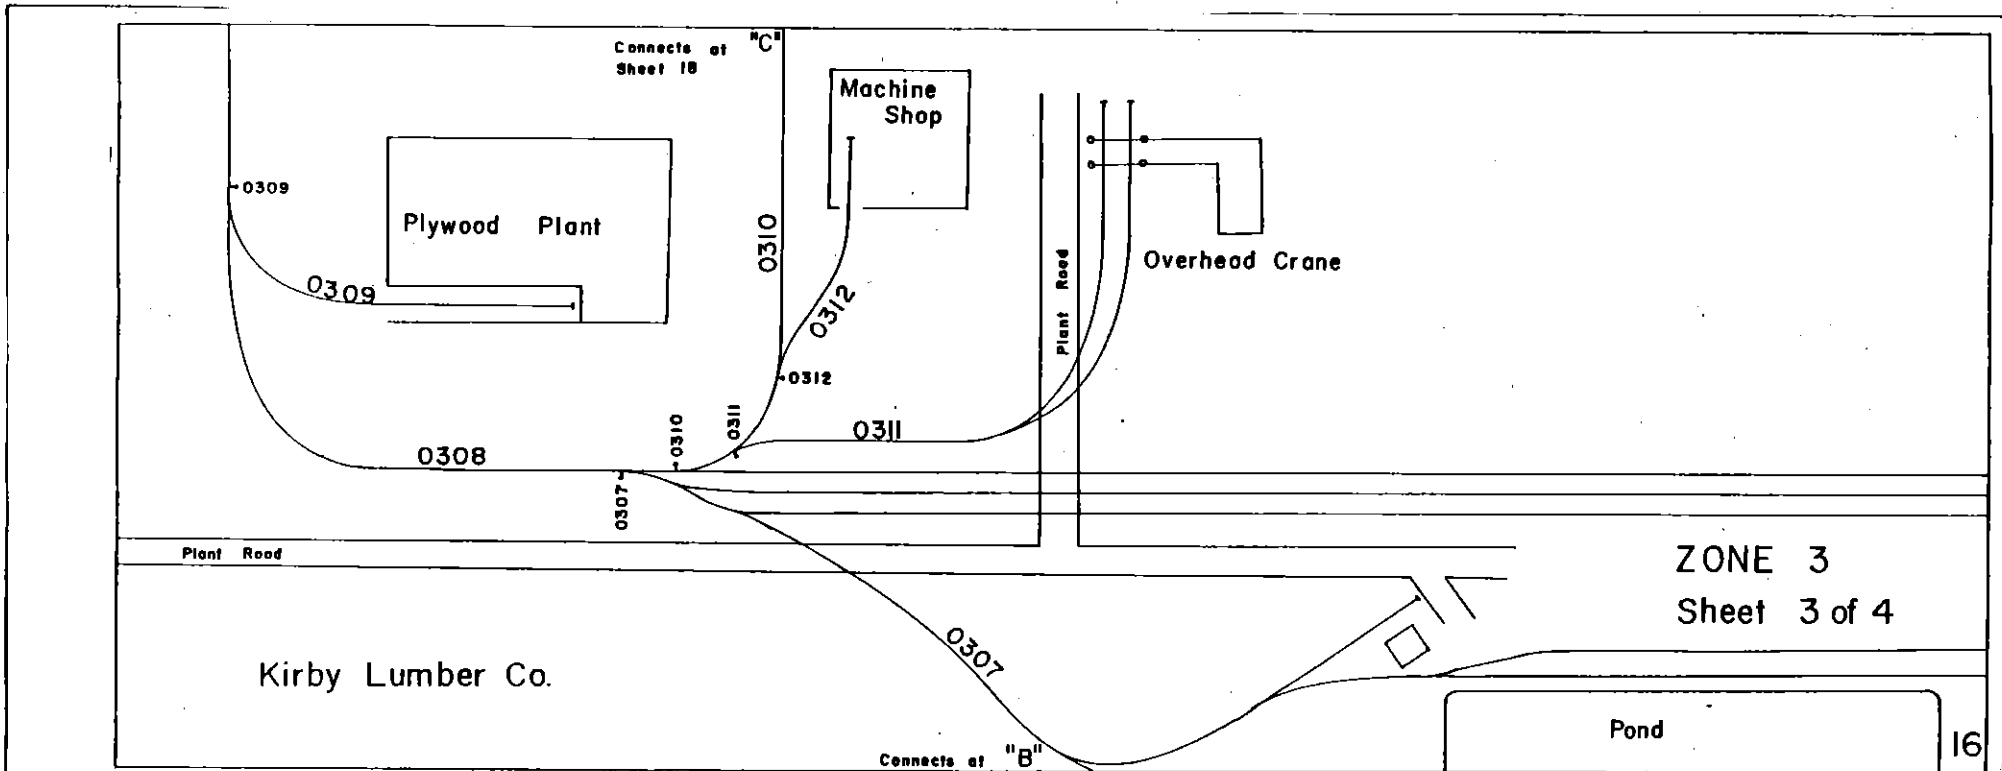 Connects at "C"
Sheet 18
Machine
Shop
0309
Plywood Plant
0310
Plant Road
Overhead Crane
0309
0312
0312
0310
0311
0311
0308
0307
Plant Road
ZONE 3
Sheet 3 of 4
0307
Kirby Lumber Co.
Pond
Connects at "B"
16